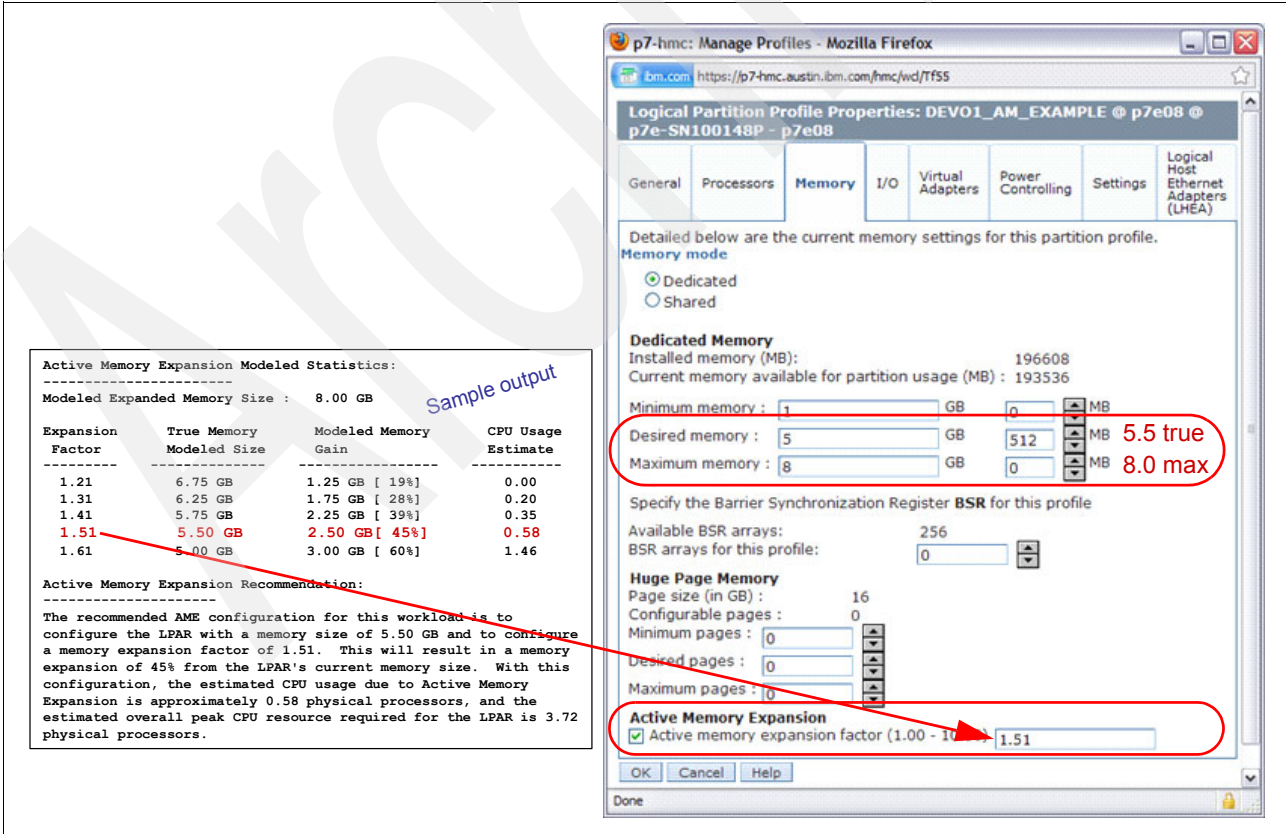 Active Memory Expansion Modeled Statistics:
-----------------------
Sample output
Modeled Expanded Memory Size : 8.00 GB
Expansion True Memory Modeled Memory CPU Usage
Factor Modeled Size Gain Estimate
--------- -------------- ----------------- -----------
1.21 6.75 GB 1.25 GB [ 19%] 0.00
1.31 6.25 GB 1.75 GB [ 28%] 0.20
1.41 5.75 GB 2.25 GB [ 39%] 0.35
1.51 5.50 GB 2.50 GB[ 45%] 0.58
1.61 5.00 GB 3.00 GB [ 60%] 1.46
Active Memory Expansion Recommendation:
---------------------
The recommended AME configuration for this workload is to
configure the LPAR with a memory size of 5.50 GB and to configure
a memory expansion factor of 1.51. This will result in a memory
expansion of 45% from the LPAR's current memory size. With this
configuration, the estimated CPU usage due to Active Memory
Expansion is approximately 0.58 physical processors, and the
estimated overall peak CPU resource required for the LPAR is 3.72
physical processors.
p7-hmc: Manage Profiles - Mozilla Firefox
ibm.com https://p7-hmc.austin.ibm.com/hmc/wcl/Tf55
Logical Partition Profile Properties: DEVO1_AM_EXAMPLE @ p7e08 @
p7e-SN100148P - p7e08
General Processors Memory I/O Virtual Adapters Power Controlling Settings Logical Host Ethernet Adapters (LHEA)
Detailed below are the current memory settings for this partition profile.
Memory mode
Dedicated
Shared
Dedicated Memory
Installed memory (MB): 196608
Current memory available for partition usage (MB) : 193536
Minimum memory : 1 GB 0 MB
Desired memory : 5 GB 512 MB 5.5 true
Maximum memory : 8 GB 0 MB 8.0 max
Specify the Barrier Synchronization Register BSR for this profile
Available BSR arrays: 256
BSR arrays for this profile: 0
Huge Page Memory
Page size (in GB) : 16
Configurable pages : 0
Minimum pages : 0
Desired pages : 0
Maximum pages : 0
Active Memory Expansion
Active memory expansion factor (1.00 - 1 1.51
OK Cancel Help
Done